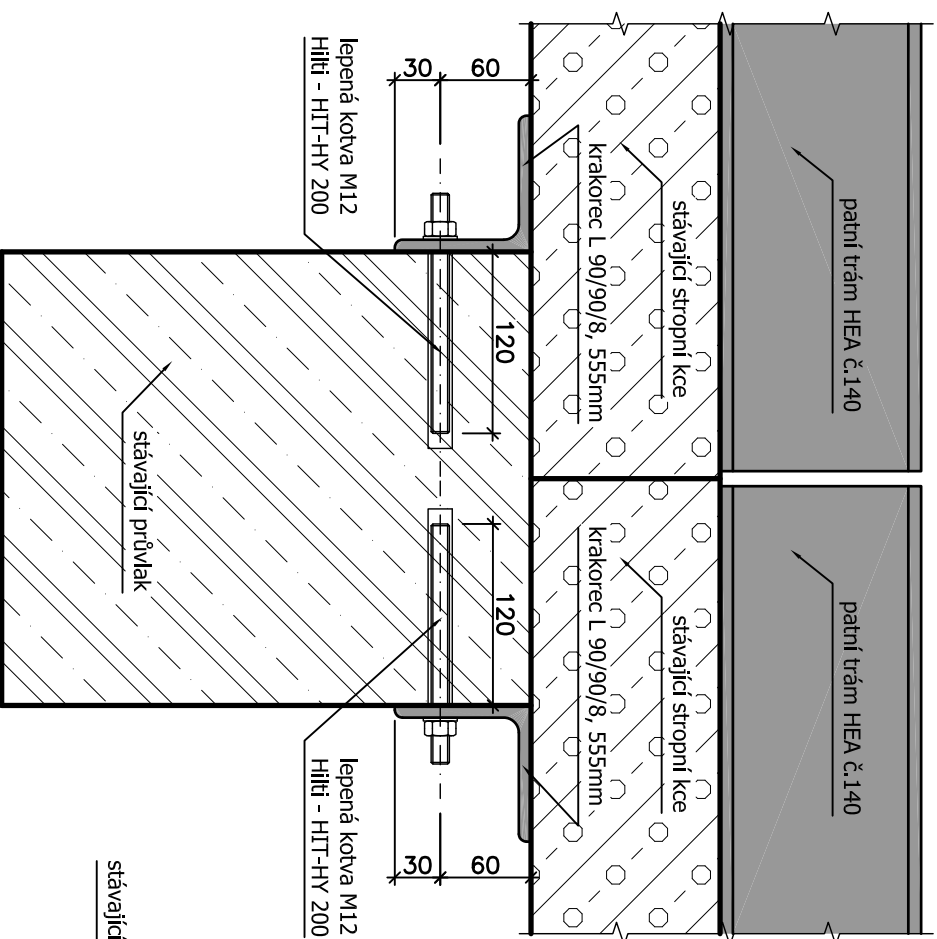 patní trám HEA č.140
patní trám HEA č.140
stávající stropní kce
stávající stropní kce
krakorec L 90/90/8, 555mm
krakorec L 90/90/8, 555mm
120
120
60
30
60
30
lepená kotva M12
Hilti - HIT-HY 200
lepená kotva M12
Hilti - HIT-HY 200
stávající průvlak
stávající